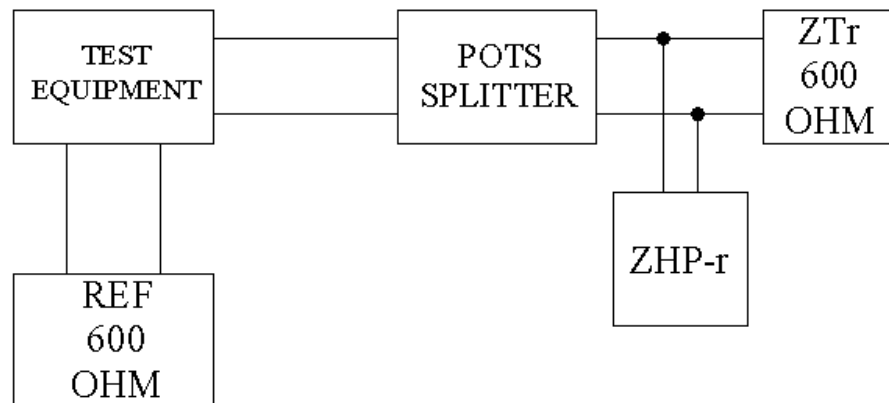 TEST
EQUIPMENT
POTS
SPLITTER
ZTr
600
OHM
ZHP-r
REF
600
OHM